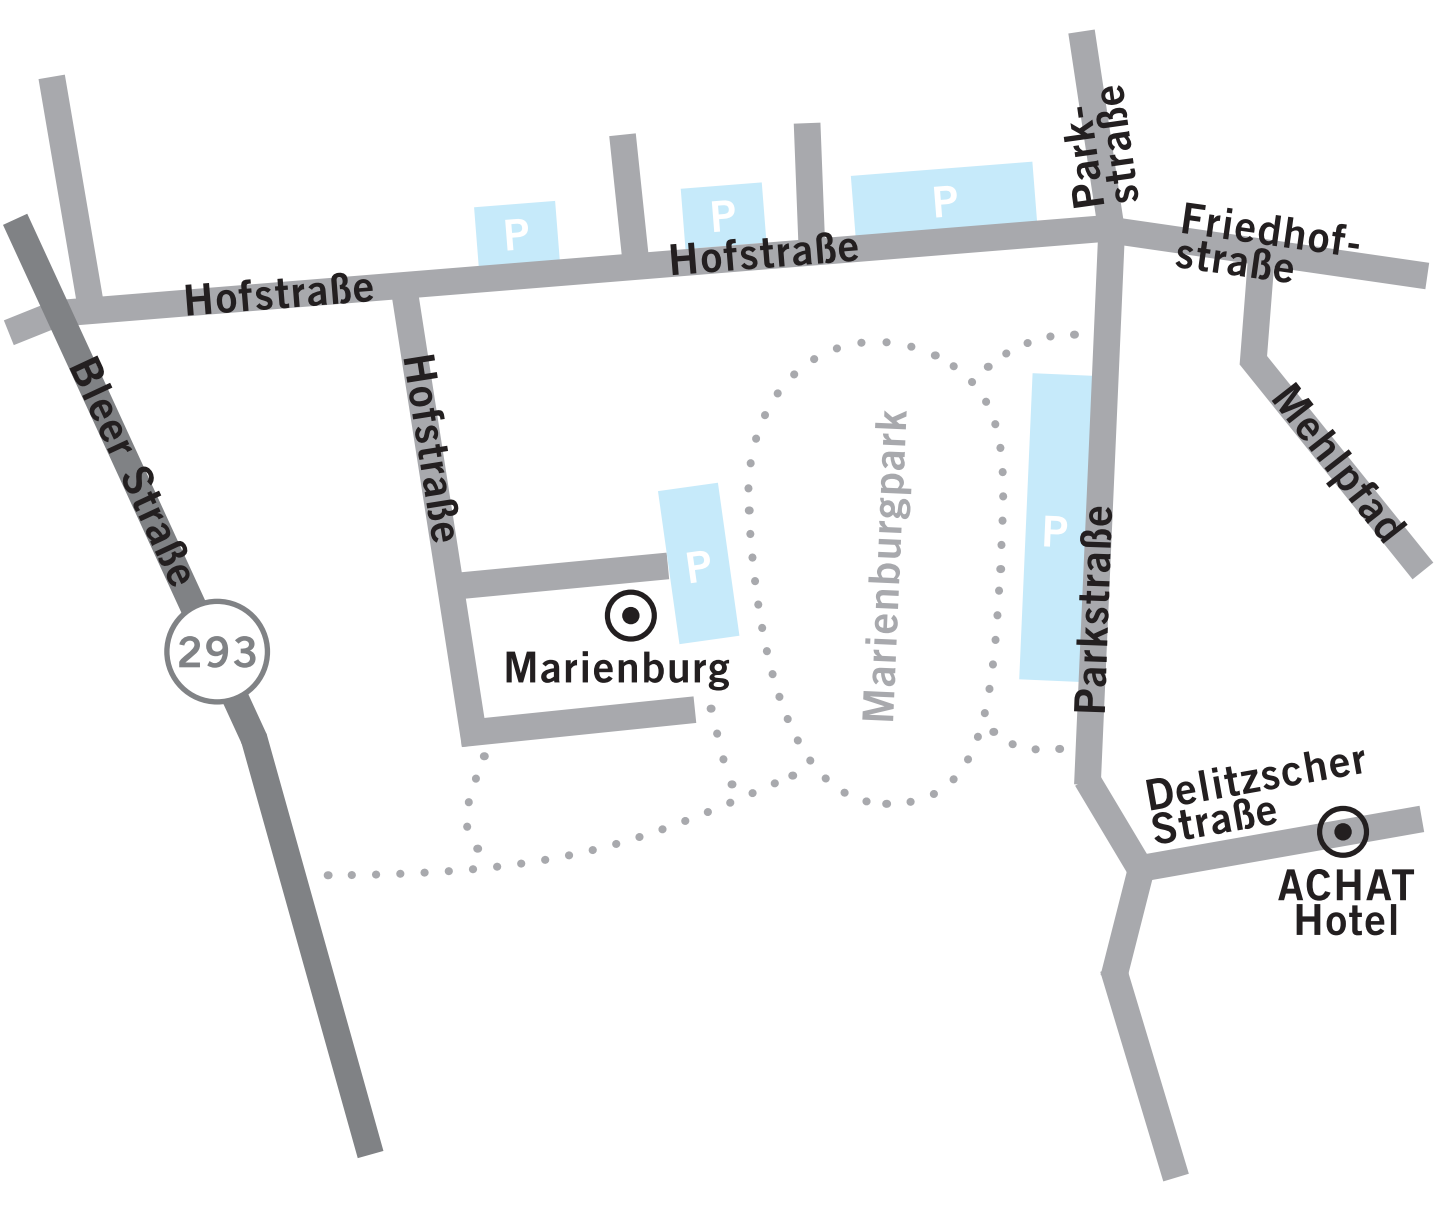 Park-
straße
P
P
P
Friedhof-
straße
Hofstraße
Hofstraße
Bleer Straße
Hofstraße
Marienburgpark
Mehlpfad
P
P
Parkstraße
293
Marienburg
Delitzscher
Straße
ACHAT
Hotel